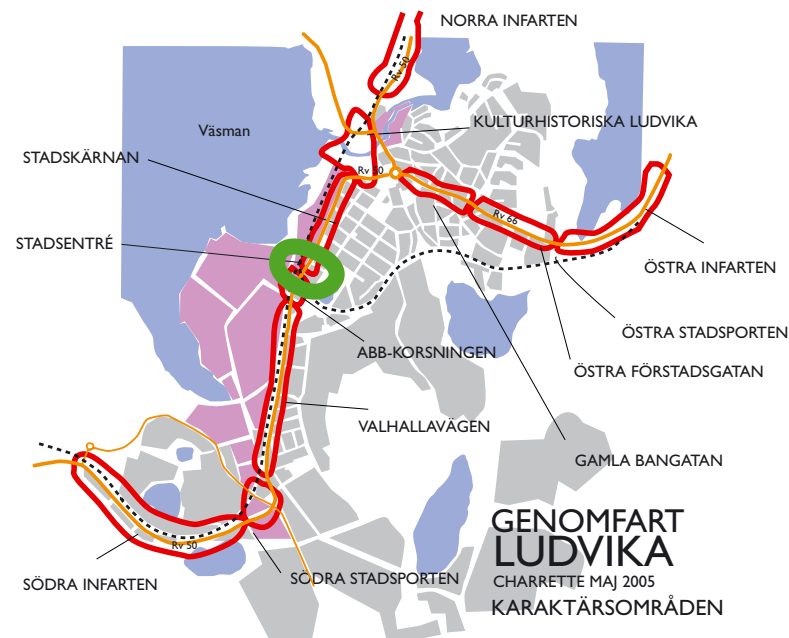 NORRA INFARTEN
Rv 50
KULTURHISTORISKA LUDVIKA
Väsman
STADSKÄRNAN
Rv 50
Rv 66
STADSENTRÉ
ÖSTRA INFARTEN
ÖSTRA STADSPORTEN
ABB-KORSNINGEN
ÖSTRA FÖRSTADSGATAN
VALHALLAVÄGEN
GAMLA BANGATAN
Rv 50
SÖDRA INFARTEN
SÖDRA STADSPORTEN
GENOMFART
LUDVIKA
CHARRETTE MAJ 2005
KARAKTÄRSOMRÅDEN